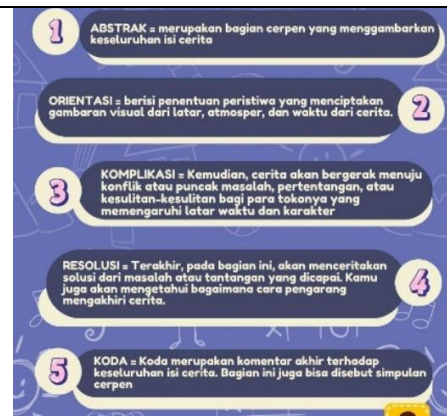 1
ABSTRAK = merupakan bagian cerpen yang menggambarkan
keseluruhan isi cerita
ORIENTASI = berisi penentuan peristiwa yang menciptakan
gambaran visual dari latar, atmosper, dan waktu dari cerita.
2
3
KOMPLIKASI = Kemudian, cerita akan bergerak menuju
konflik atau puncak masalah, pertentangan, atau
kesulitan-kesulitan bagi para tokonya yang
memengaruhi latar waktu dan karakter
RESOLUSI = Terakhir, pada bagian ini, akan menceritakan
solusi dari masalah atau tantangan yang dicapai. Kamu
juga akan mengetahui bagaimana cara pengarang
mengakhiri cerita.
4
5
KODA = Koda merupakan komentar akhir terhadap
keseluruhan isi cerita. Bagian ini juga bisa disebut simpulan
cerpen